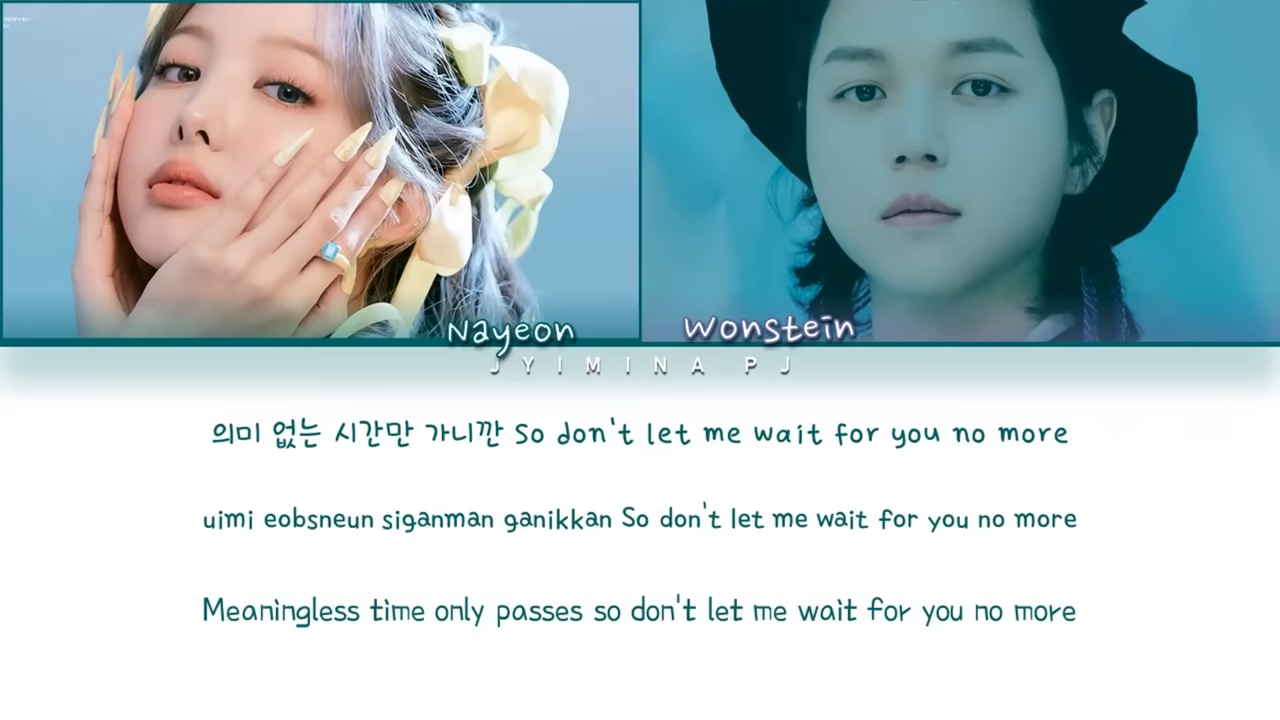 Nayeon
Wonstein
JYIMINA PJ
의미 없는 시간만 가니깐 So don't let me wait for you no more
uimi eobsneun siganman ganikkan So don't let me wait for you no more
Meaningless time only passes so don't let me wait for you no more